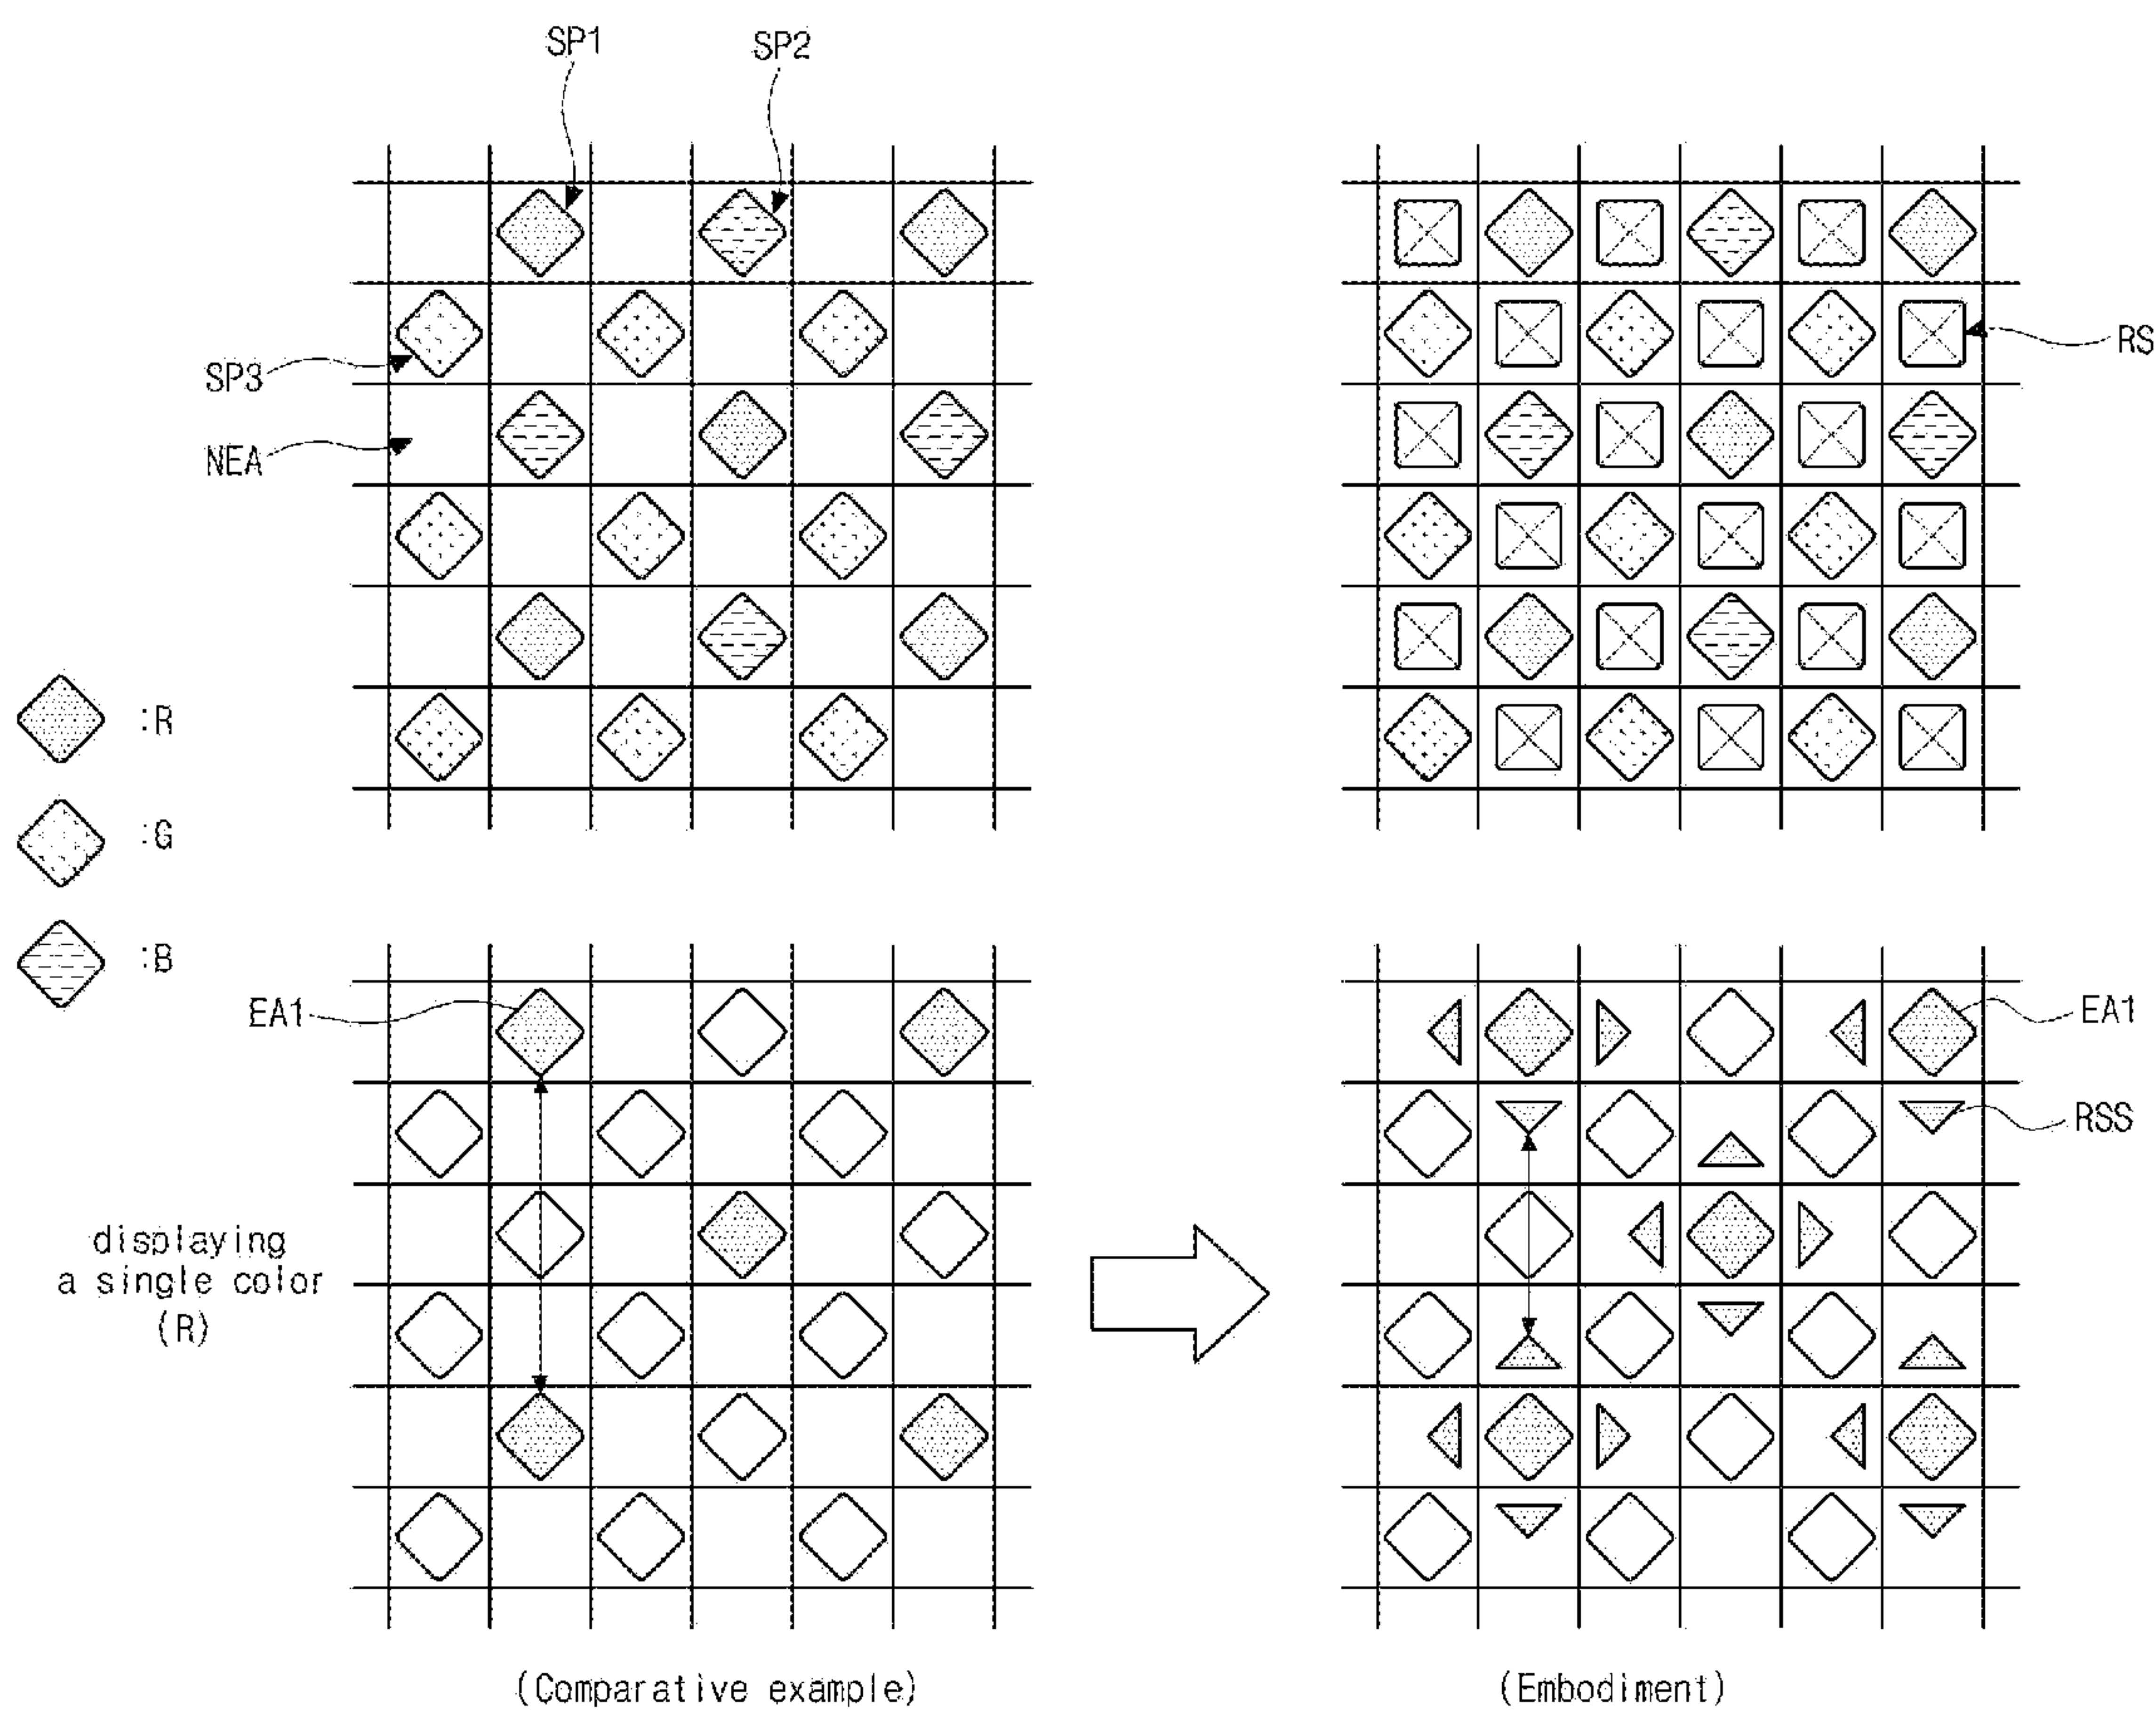 SP1
SP2
SP3
NEA
RS
:R
:G
:B
EA1
EA1
RSS
displaying
a single color
(R)
(Comparative example)
(Embodiment)